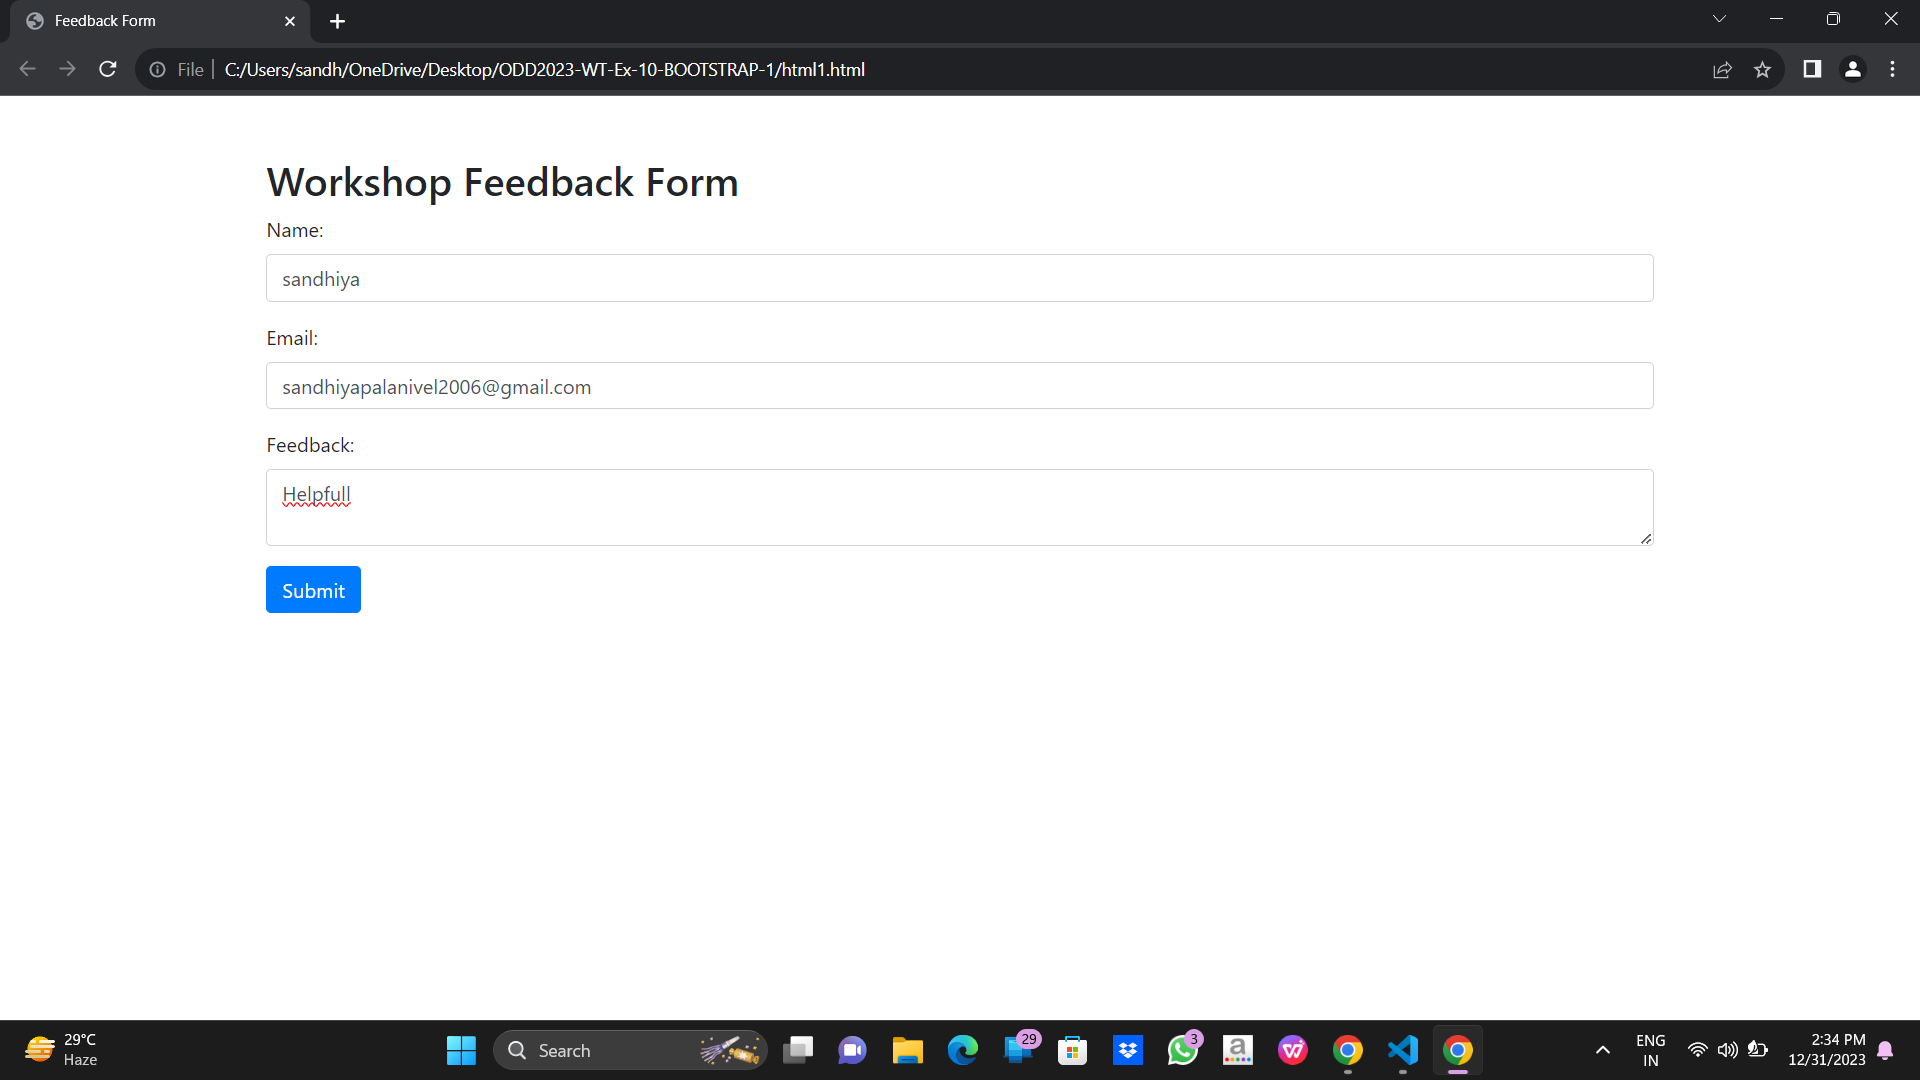 Feedback Form
File
C:/Users/sandh/OneDrive/Desktop/ODD2023-WT-Ex-10-BOOTSTRAP-1/html1.html
Workshop Feedback Form
Name:
sandhiya
Email:
sandhiyapalanivel2006@gmail.com
Feedback:
Helpfull
Submit
29°C
Haze
Search
29
3
a
ENG
IN
2:34 PM
12/31/2023